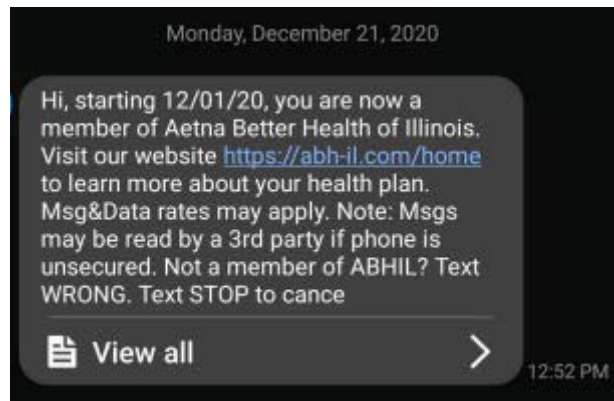 Monday, December 21, 2020
Hi, starting 12/01/20, you are now a
member of Aetna Better Health of Illinois.
Visit our website https://abh-il.com/home
to learn more about your health plan.
Msg&Data rates may apply. Note: Msgs
may be read by a 3rd party if phone is
unsecured. Not a member of ABHIL? Text
WRONG. Text STOP to cance
View all
12:52 PM